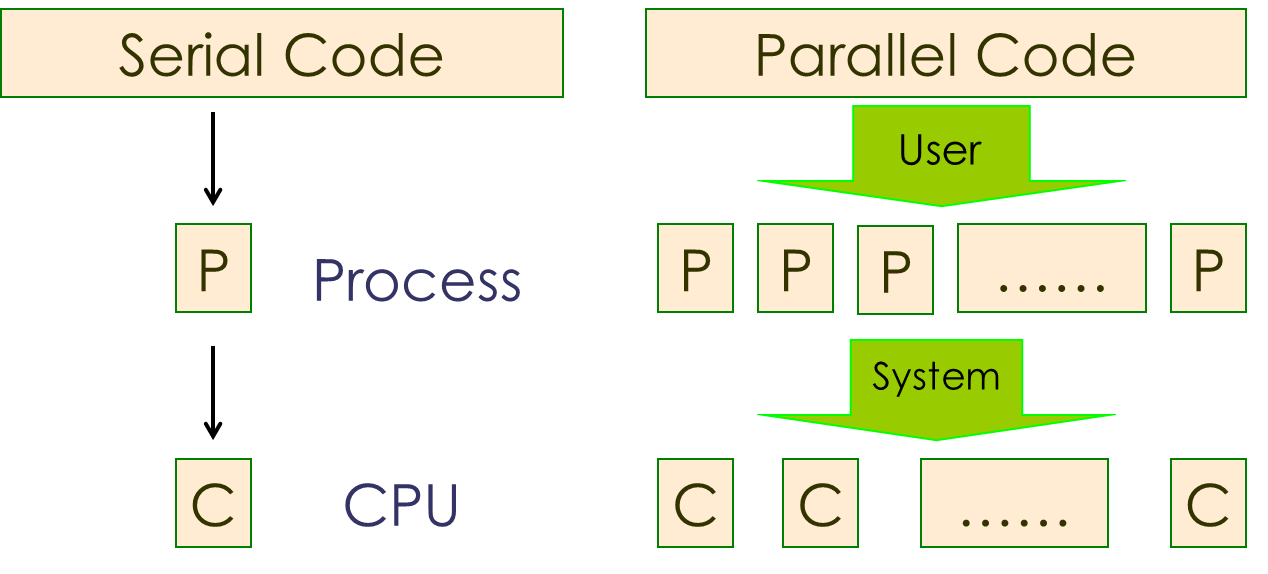 Serial Code
Parallel Code
User
P
Process
P P P ...... P
System
C
CPU
C C ...... C